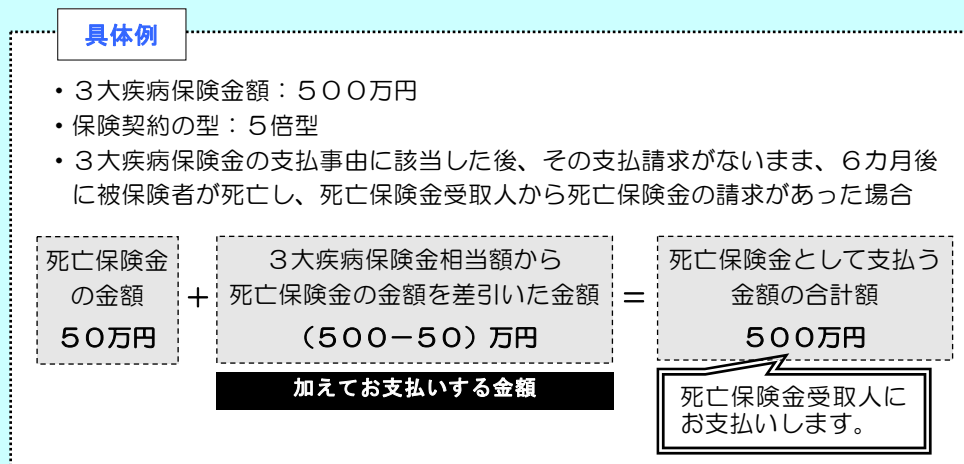 具体例
・３大疾病保険金額：５００万円
・保険契約の型：５倍型
・３大疾病保険金の支払事由に該当した後、その支払請求がないまま、６カ月後
に被保険者が死亡し、死亡保険金受取人から死亡保険金の請求があった場合
死亡保険金
の金額
５０万円
＋
３大疾病保険金相当額から
死亡保険金の金額を差引いた金額
（５００－５０）万円
＝
死亡保険金として支払う
金額の合計額
５００万円
加えてお支払いする金額
死亡保険金受取人に
お支払いします。